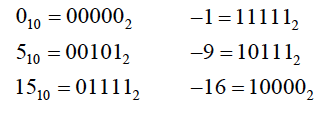 0₁₀ = 00000₂ −1 = 11111₂
5₁₀ = 00101₂ −9 = 10111₂
15₁₀ = 01111₂ −16 = 10000₂